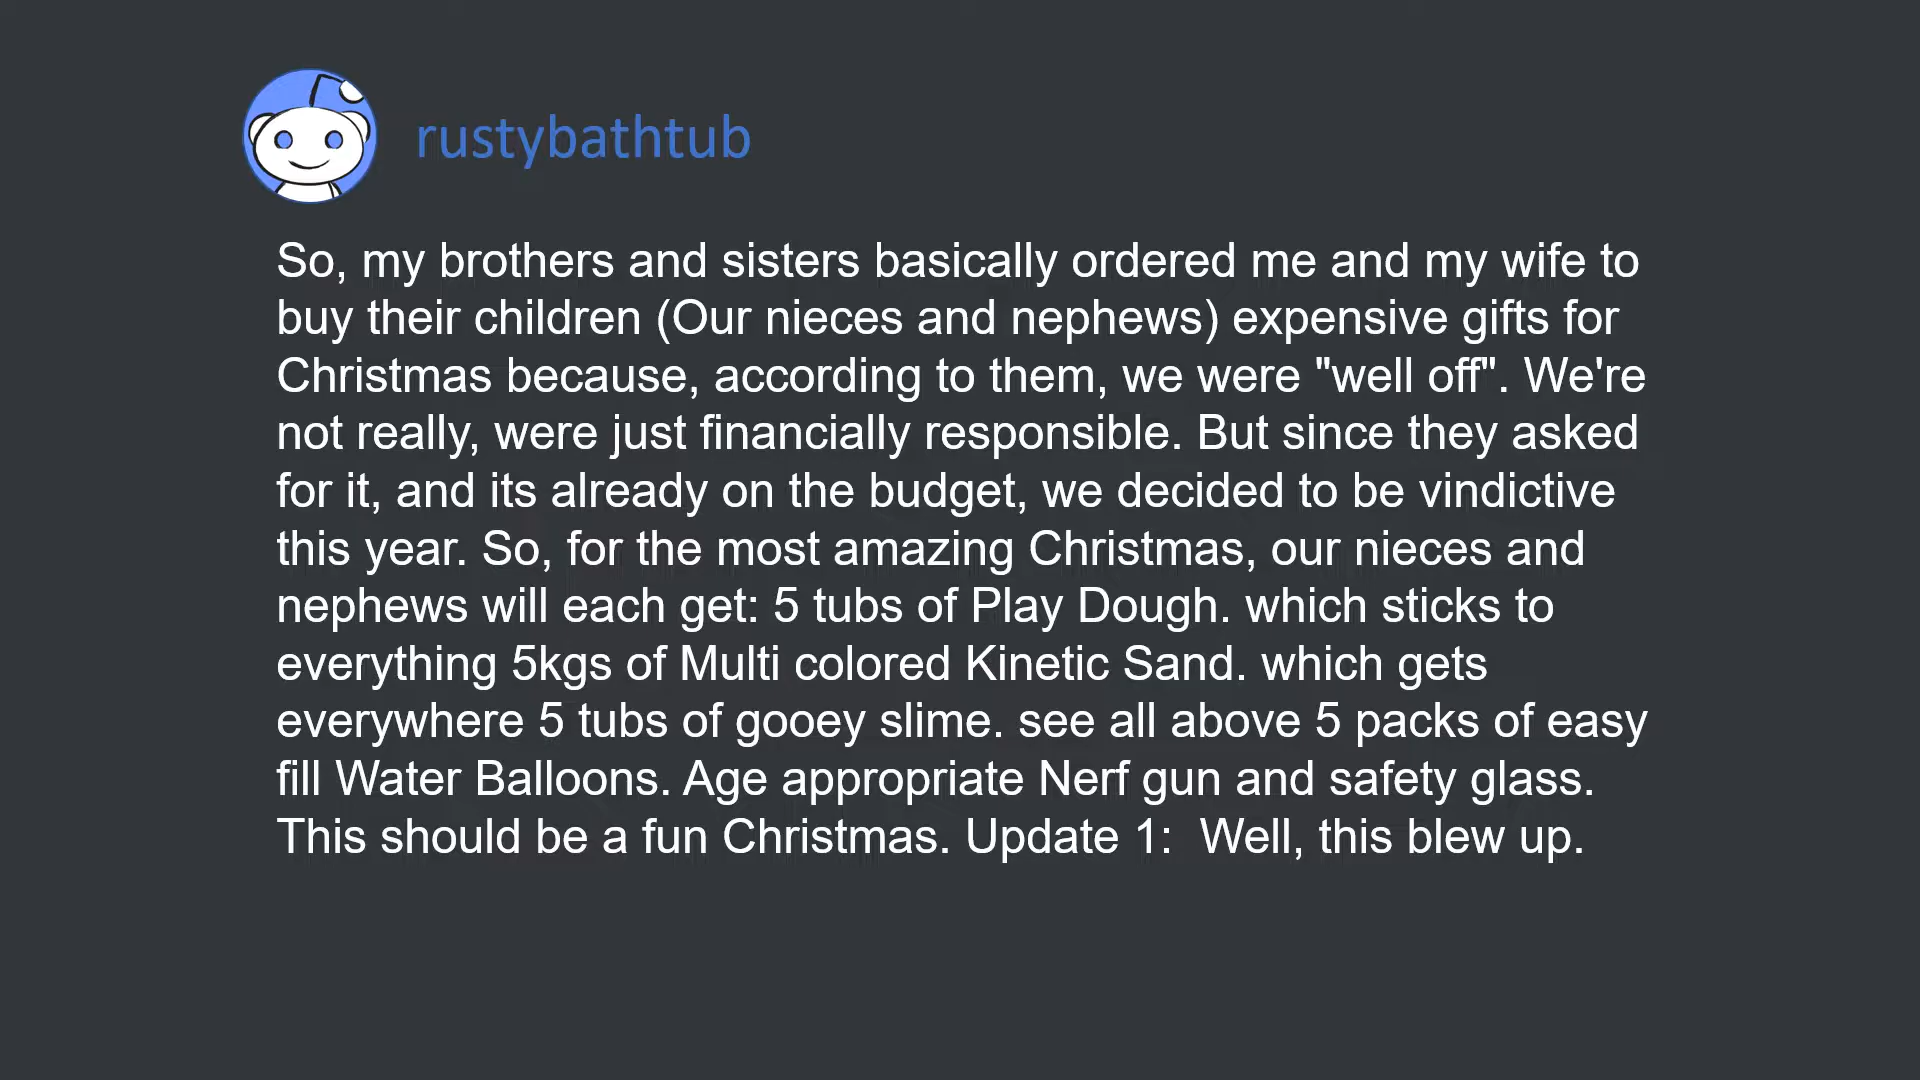 rustybathtub
So, my brothers and sisters basically ordered me and my wife to
buy their children (Our nieces and nephews) expensive gifts for
Christmas because, according to them, we were "well off". We're
not really, were just financially responsible. But since they asked
for it, and its already on the budget, we decided to be vindictive
this year. So, for the most amazing Christmas, our nieces and
nephews will each get: 5 tubs of Play Dough. which sticks to
everything 5kgs of Multi colored Kinetic Sand. which gets
everywhere 5 tubs of gooey slime. see all above 5 packs of easy
fill Water Balloons. Age appropriate Nerf gun and safety glass.
This should be a fun Christmas. Update 1:  Well, this blew up.